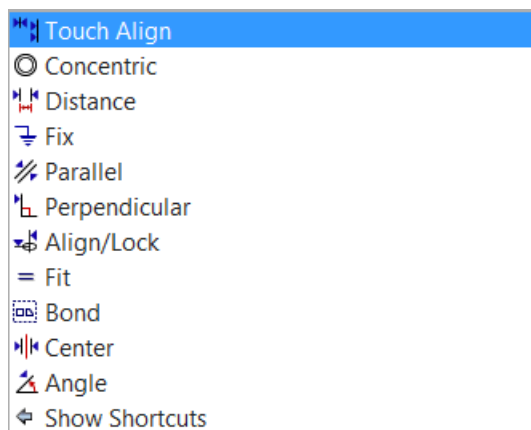 Touch Align
Concentric
Distance
Fix
Parallel
Perpendicular
Align/Lock
Fit
Bond
Center
Angle
Show Shortcuts